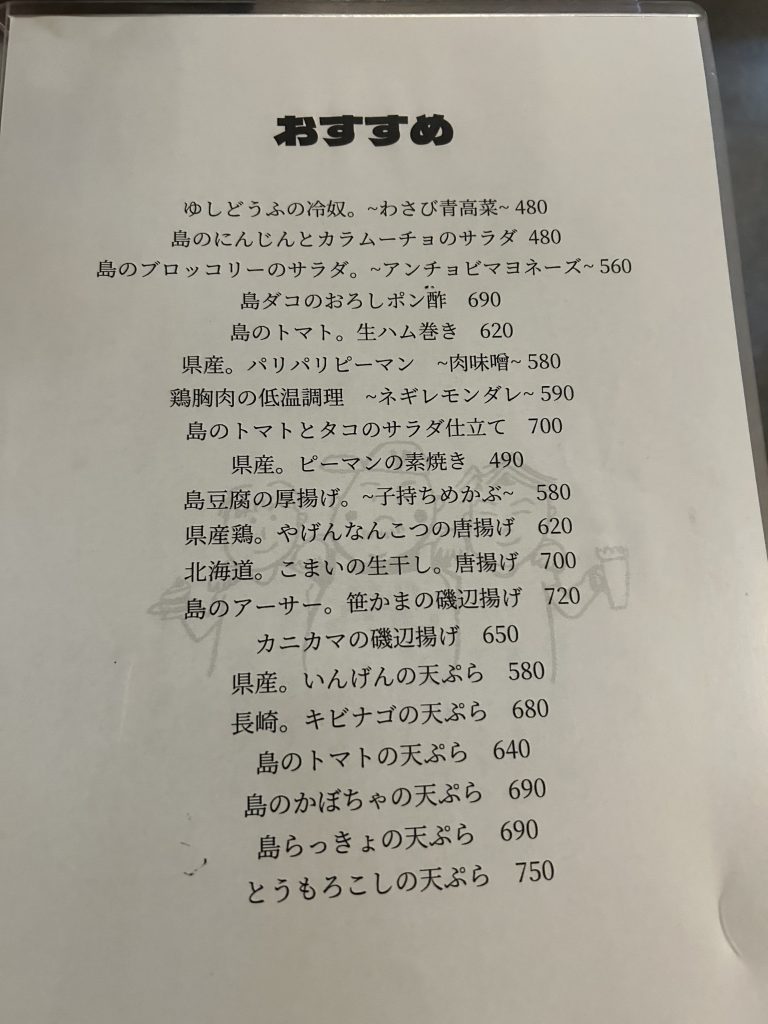 おすすめ
ゆしどうふの冷奴。~わさび青高菜~ 480
島のにんじんとカラムーチョのサラダ 480
島のブロッコリーのサラダ。~アンチョビマヨネーズ~ 560
島ダコのおろしポン酢 690
島のトマト。生ハム巻き 620
県産。パリパリピーマン ~肉味噌~ 580
鶏胸肉の低温調理 ~ネギレモンダレ~ 590
島のトマトとタコのサラダ仕立て 700
県産。ピーマンの素焼き 490
島豆腐の厚揚げ。~子持ちめかぶ~ 580
県産鶏。やげんなんこつの唐揚げ 620
北海道。こまいの生干し。唐揚げ 700
島のアーサー。笹かまの磯辺揚げ 720
カニカマの磯辺揚げ 650
県産。いんげんの天ぷら 580
長崎。キビナゴの天ぷら 680
島のトマトの天ぷら 640
島のかぼちゃの天ぷら 690
島らっきょの天ぷら 690
とうもろこしの天ぷら 750